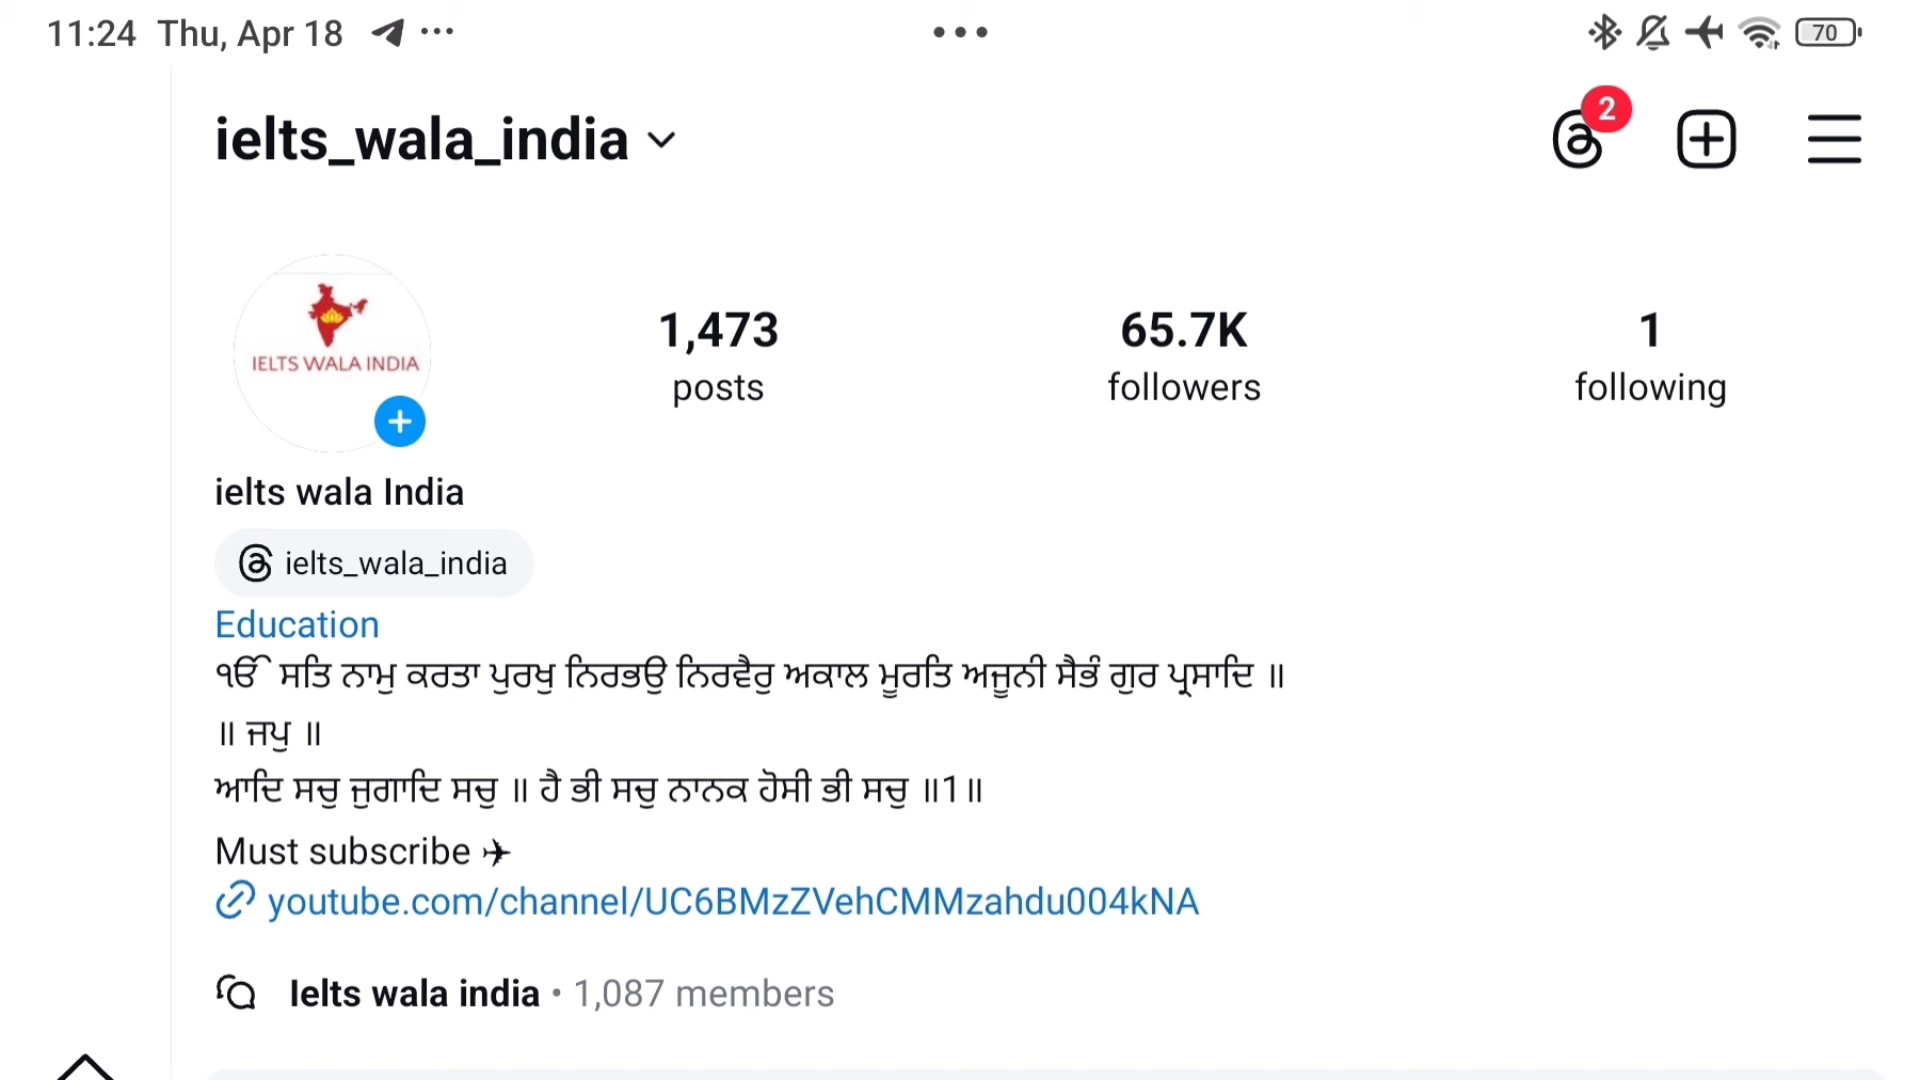 11:24 Thu, Apr 18
70
ielts_wala_india
2
IELTS WALA INDIA
1,473
posts
65.7K
followers
1
following
ielts wala India
ielts_wala_india
Education
ੴ ਸਤਿ ਨਾਮੁ ਕਰਤਾ ਪੁਰਖੁ ਨਿਰਭਉ ਨਿਰਵੈਰੁ ਅਕਾਲ ਮੂਰਤਿ ਅਜੂਨੀ ਸੈਭੰ ਗੁਰ ਪ੍ਰਸਾਦਿ ॥
॥ ਜਪੁ ॥
ਆਦਿ ਸਚੁ ਜੁਗਾਦਿ ਸਚੁ ॥ ਹੈ ਭੀ ਸਚੁ ਨਾਨਕ ਹੋਸੀ ਭੀ ਸਚੁ ॥1॥
Must subscribe ✈
youtube.com/channel/UC6BMzZVehCMMzahdu004kNA
Ielts wala india • 1,087 members